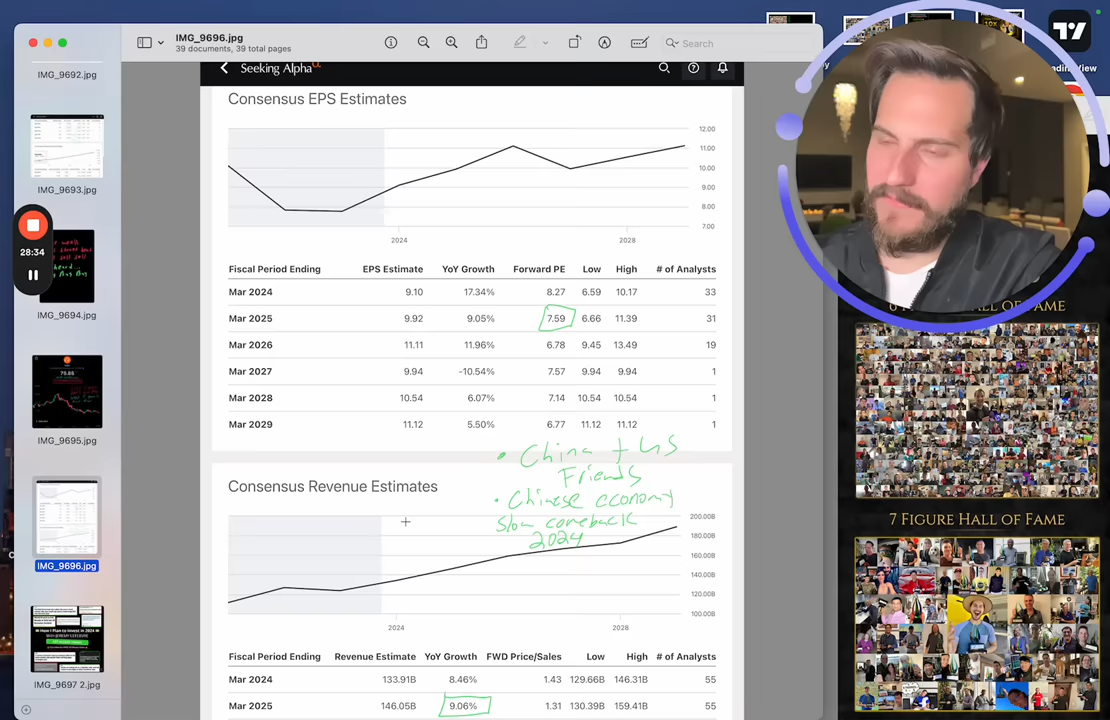 IMG_9696.jpg
39 documents, 39 total pages
Search
IMG_9692.jpg
IMG_9693.jpg
28:34
IMG_9694.jpg
IMG_9695.jpg
IMG_9696.jpg
IMG_9697 2.jpg
Seeking Alpha
Consensus EPS Estimates
12.00
11.00
10.00
9.00
8.00
7.00
2024 2028
Fiscal Period Ending EPS Estimate YoY Growth Forward PE Low High # of Analysts
Mar 2024 9.10 17.34% 8.27 6.59 10.17 33
Mar 2025 9.92 9.05% 7.59 6.66 11.39 31
Mar 2026 11.11 11.96% 6.78 9.45 13.49 19
Mar 2027 9.94 -10.54% 7.57 9.94 9.94 1
Mar 2028 10.54 6.07% 7.14 10.54 10.54 1
Mar 2029 11.12 5.50% 6.77 11.12 11.12 1
• China + US
Friends
• Chinese economy
slow comeback
2024
Consensus Revenue Estimates
200.00B
180.00B
160.00B
140.00B
120.00B
100.00B
2024 2028
Fiscal Period Ending Revenue Estimate YoY Growth FWD Price/Sales Low High # of Analysts
Mar 2024 133.91B 8.46% 1.43 129.66B 146.31B 55
Mar 2025 146.05B 9.06% 1.31 130.39B 159.41B 55
7 Figure Hall of Fame